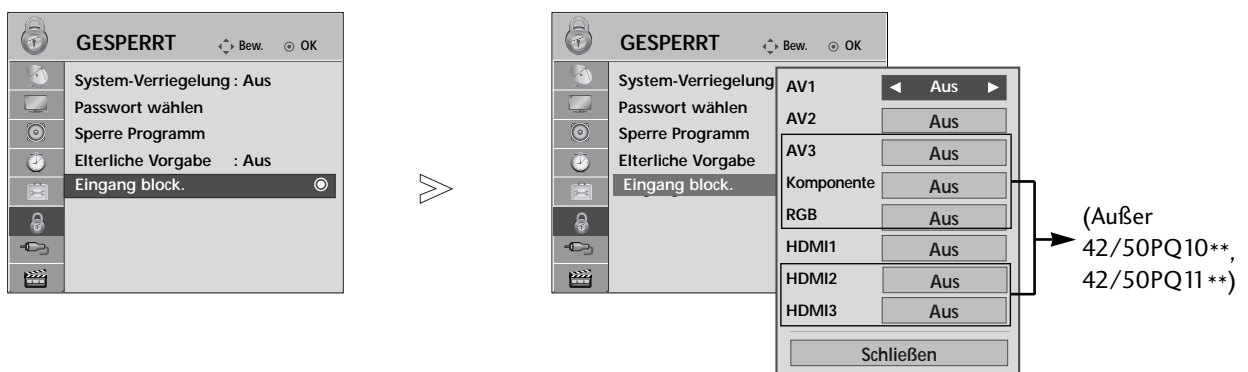 GESPERRT Bew. OK
System-Verriegelung : Aus
Passwort wählen
Sperre Programm
Elterliche Vorgabe : Aus
Eingang block.
GESPERRT Bew. OK
System-Verriegelung
Passwort wählen
Sperre Programm
Elterliche Vorgabe
Eingang block.
AV1 ◄ Aus ►
AV2 Aus
AV3 Aus
Komponente Aus
RGB Aus
HDMI1 Aus
HDMI2 Aus
HDMI3 Aus
Schließen
(Außer
42/50PQ10**,
42/50PQ11**)